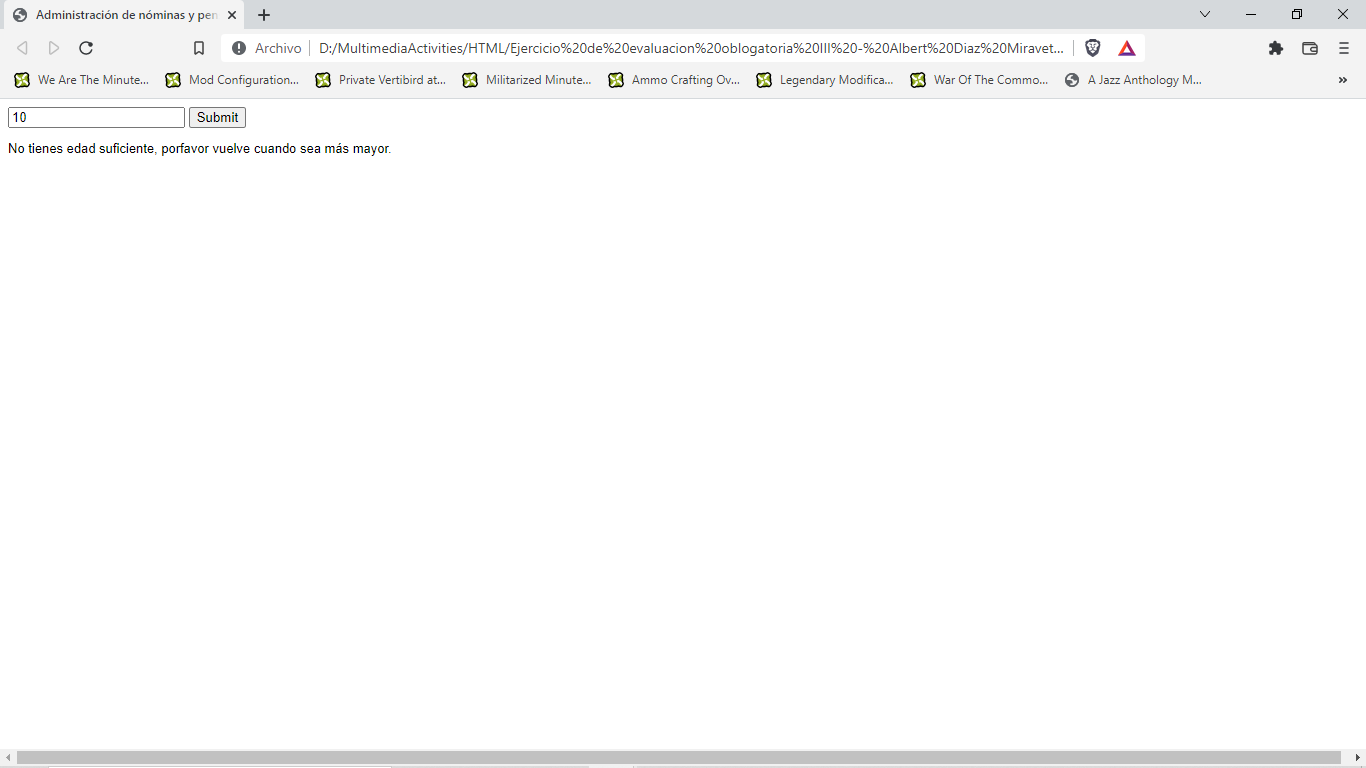 Administración de nóminas y pen
Archivo
D:/MultimediaActivities/HTML/Ejercicio%20de%20evaluacion%20oblogatoria%20III%20-%20Albert%20Diaz%20Miravet...
We Are The Minute... Mod Configuration... Private Vertibird at... Militarized Minute... Ammo Crafting Ov... Legendary Modifica... War Of The Commo... A Jazz Anthology M... »
10 Submit
No tienes edad suficiente, porfavor vuelve cuando sea más mayor.